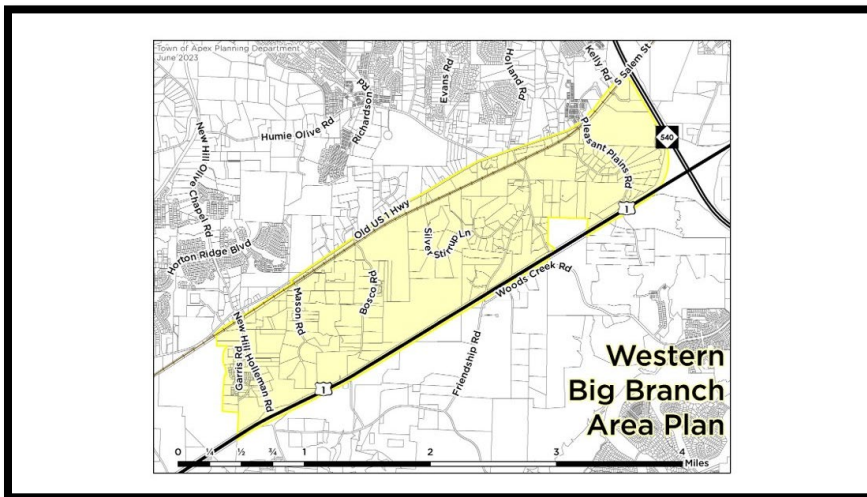 Town of Apex Planning Department
June 2023
Kelly Rd
S Salem St
Holland Rd
Evans Rd
Richardson Rd
Humie Olive Rd
New Hill Olive Chapel Rd
Pleasant Plains Rd
540
1
Old US 1 Hwy
Horton Ridge Blvd
Silver Stirrup Ln
Woods Creek Rd
Bosco Rd
Mason Rd
New Hill Holleman Rd
Garris Rd
Friendship Rd
1
Western
Big Branch
Area Plan
0 ¼ ½ ¾ 1 2 3 4
Miles